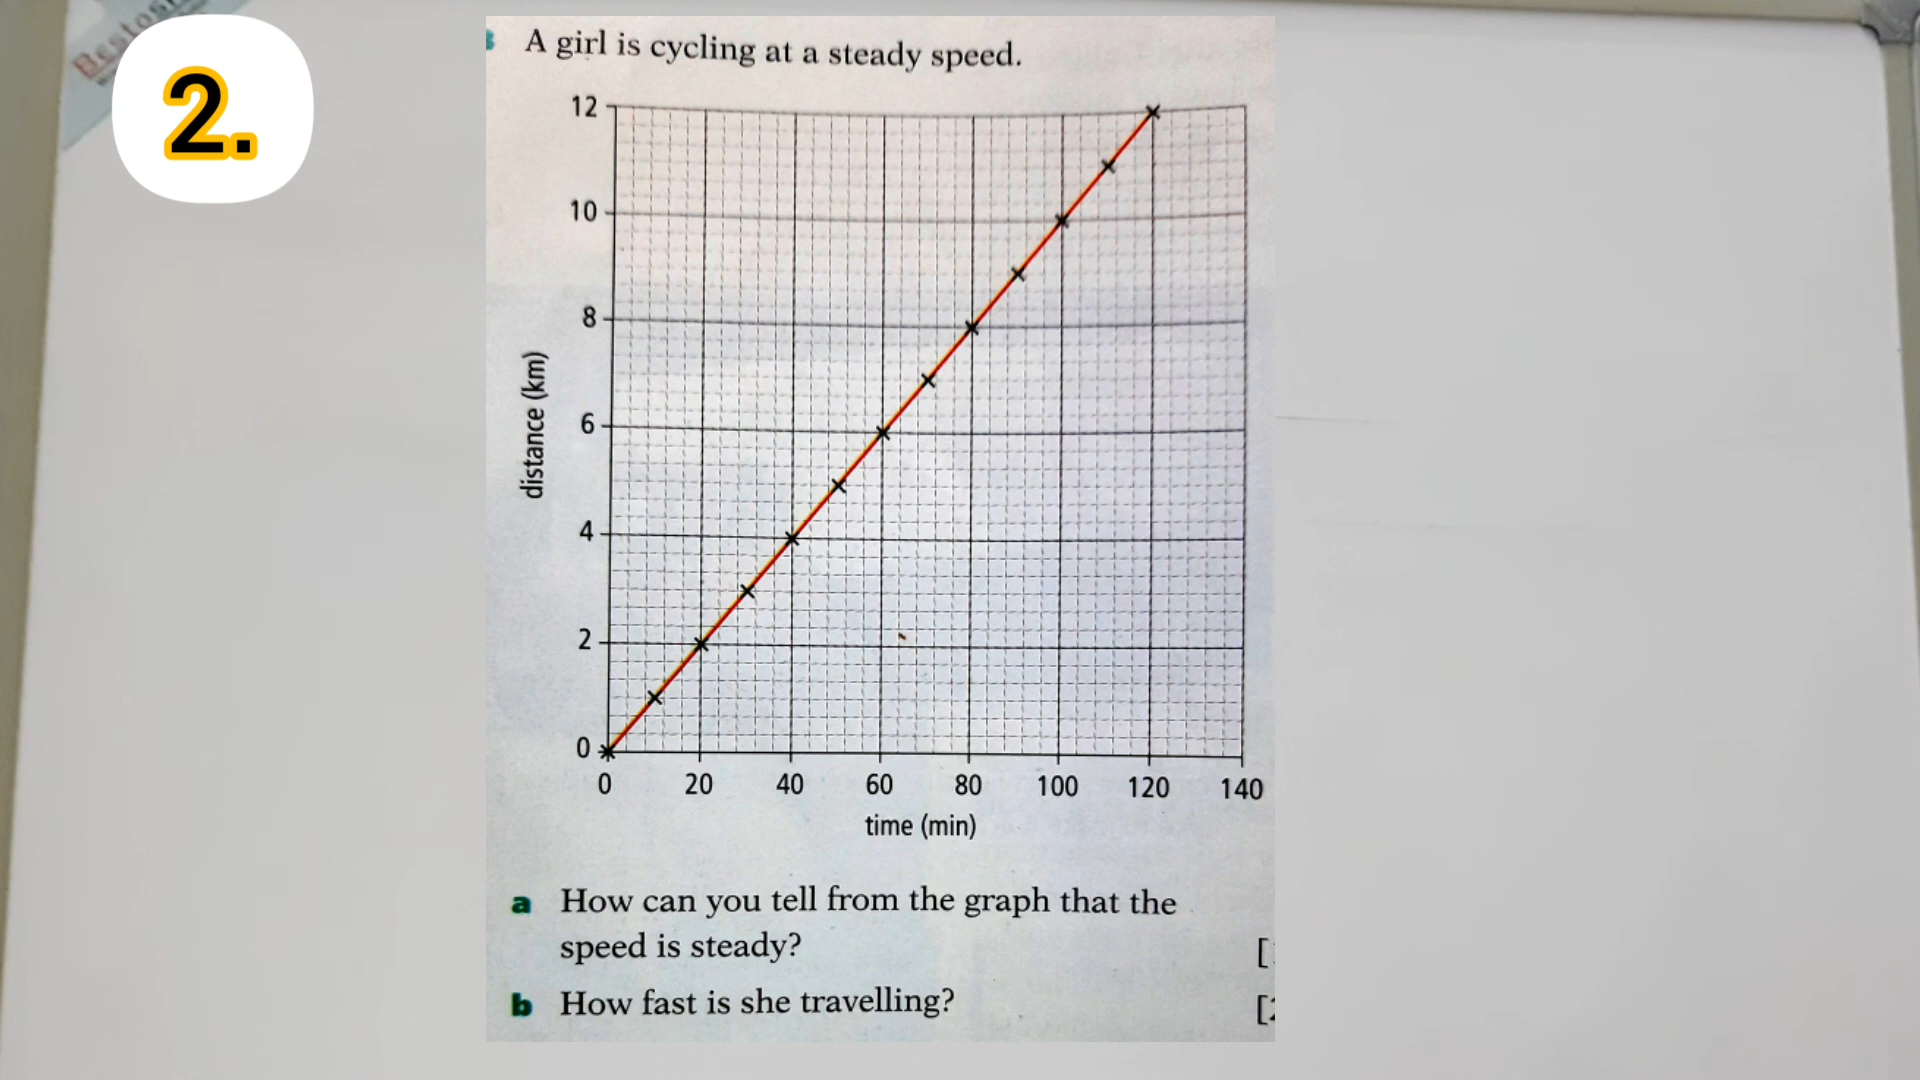 2.
A girl is cycling at a steady speed.
12
10
8
6
4
2
0
distance (km)
0 20 40 60 80 100 120 140
time (min)
a How can you tell from the graph that the
speed is steady?
b How fast is she travelling?